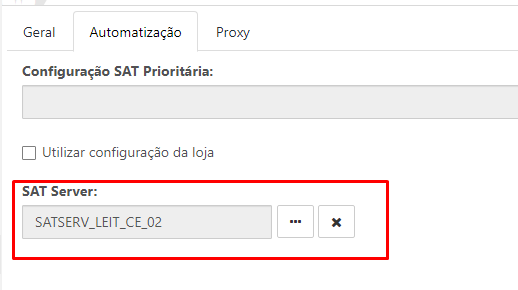 Geral Automatização Proxy
Configuração SAT Prioritária:
Utilizar configuração da loja
SAT Server:
SATSERV_LEIT_CE_02 ••• ✖